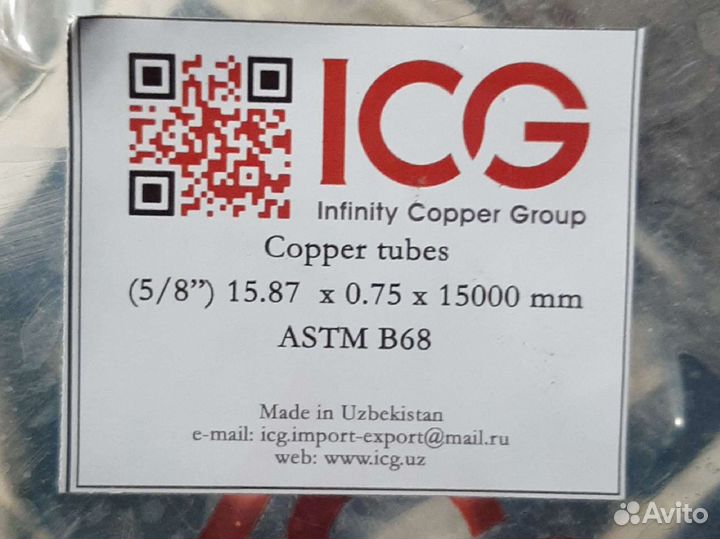 ICG
Infinity Copper Group
Copper tubes
(5/8”) 15.87 x 0.75 x 15000 mm
ASTM B68
Made in Uzbekistan
e-mail: icg.import-export@mail.ru
web: www.icg.uz
Avito